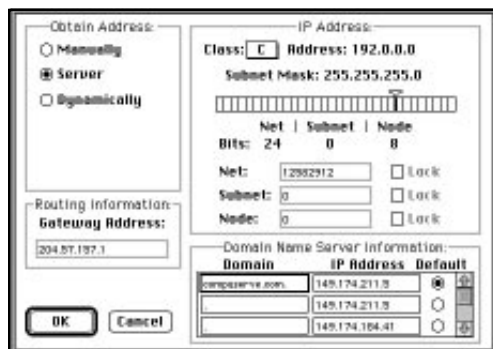 Obtain Address:
Manually
Server
Dynamically
Routing Information:
Gateway Address:
204.57.157.1
OK
Cancel
IP Address:
Class: C Address: 192.0.0.0
Subnet Mask: 255.255.255.0
Net | Subnet | Node
Bits: 24 0 8
Net: 12582912 Lock
Subnet: 0 Lock
Node: 0 Lock
Domain Name Server Information:
Domain IP Address Default
compuserve.com. 149.174.211.5
. 149.174.211.5
. 149.174.184.41